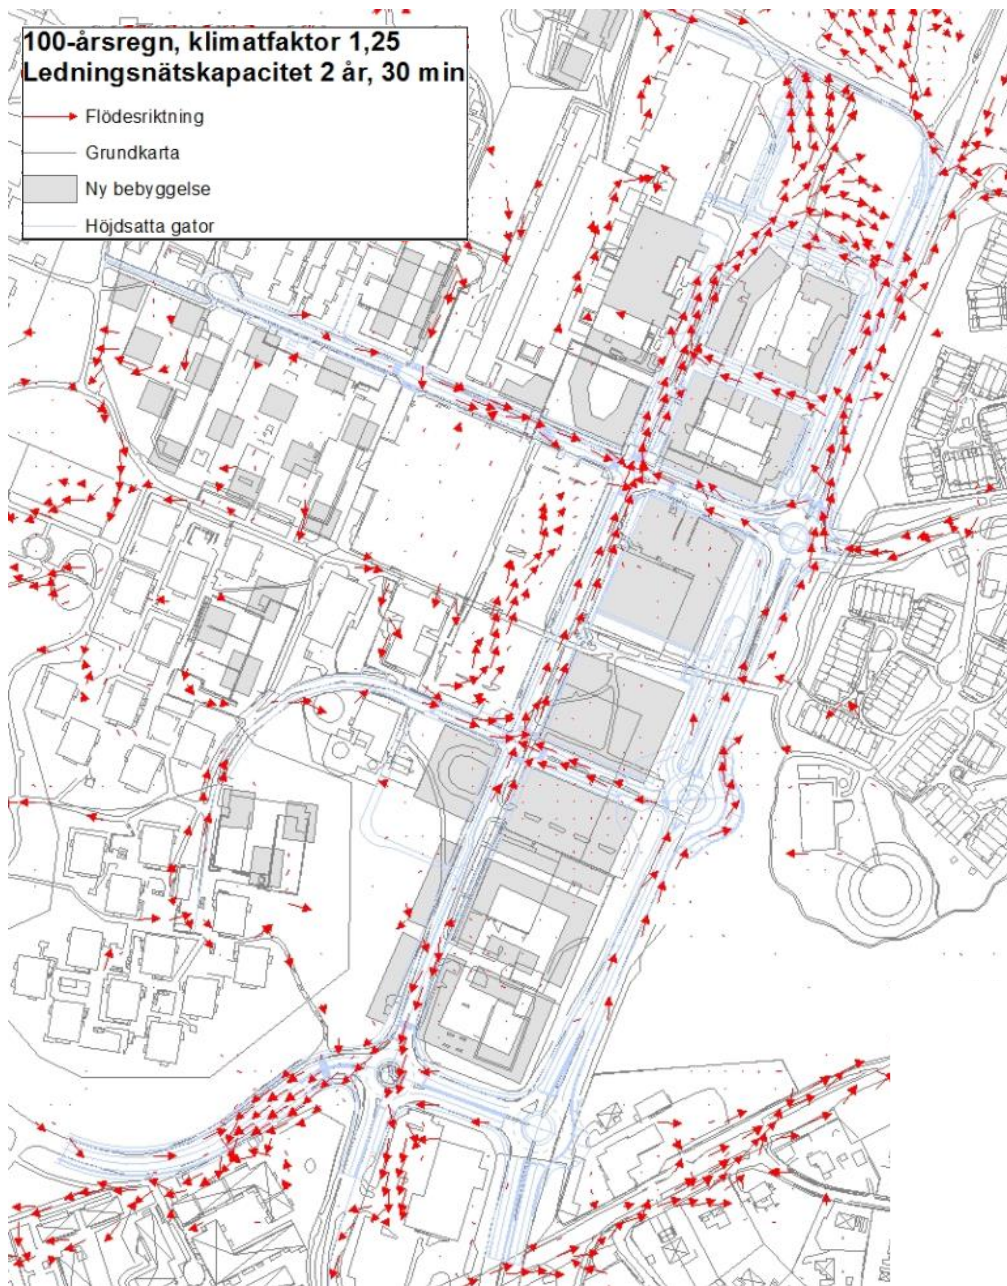 100-årsregn, klimatfaktor 1,25
Ledningsnätskapacitet 2 år, 30 min
Flödesriktning
Grundkarta
Ny bebyggelse
Höjdsatta gator